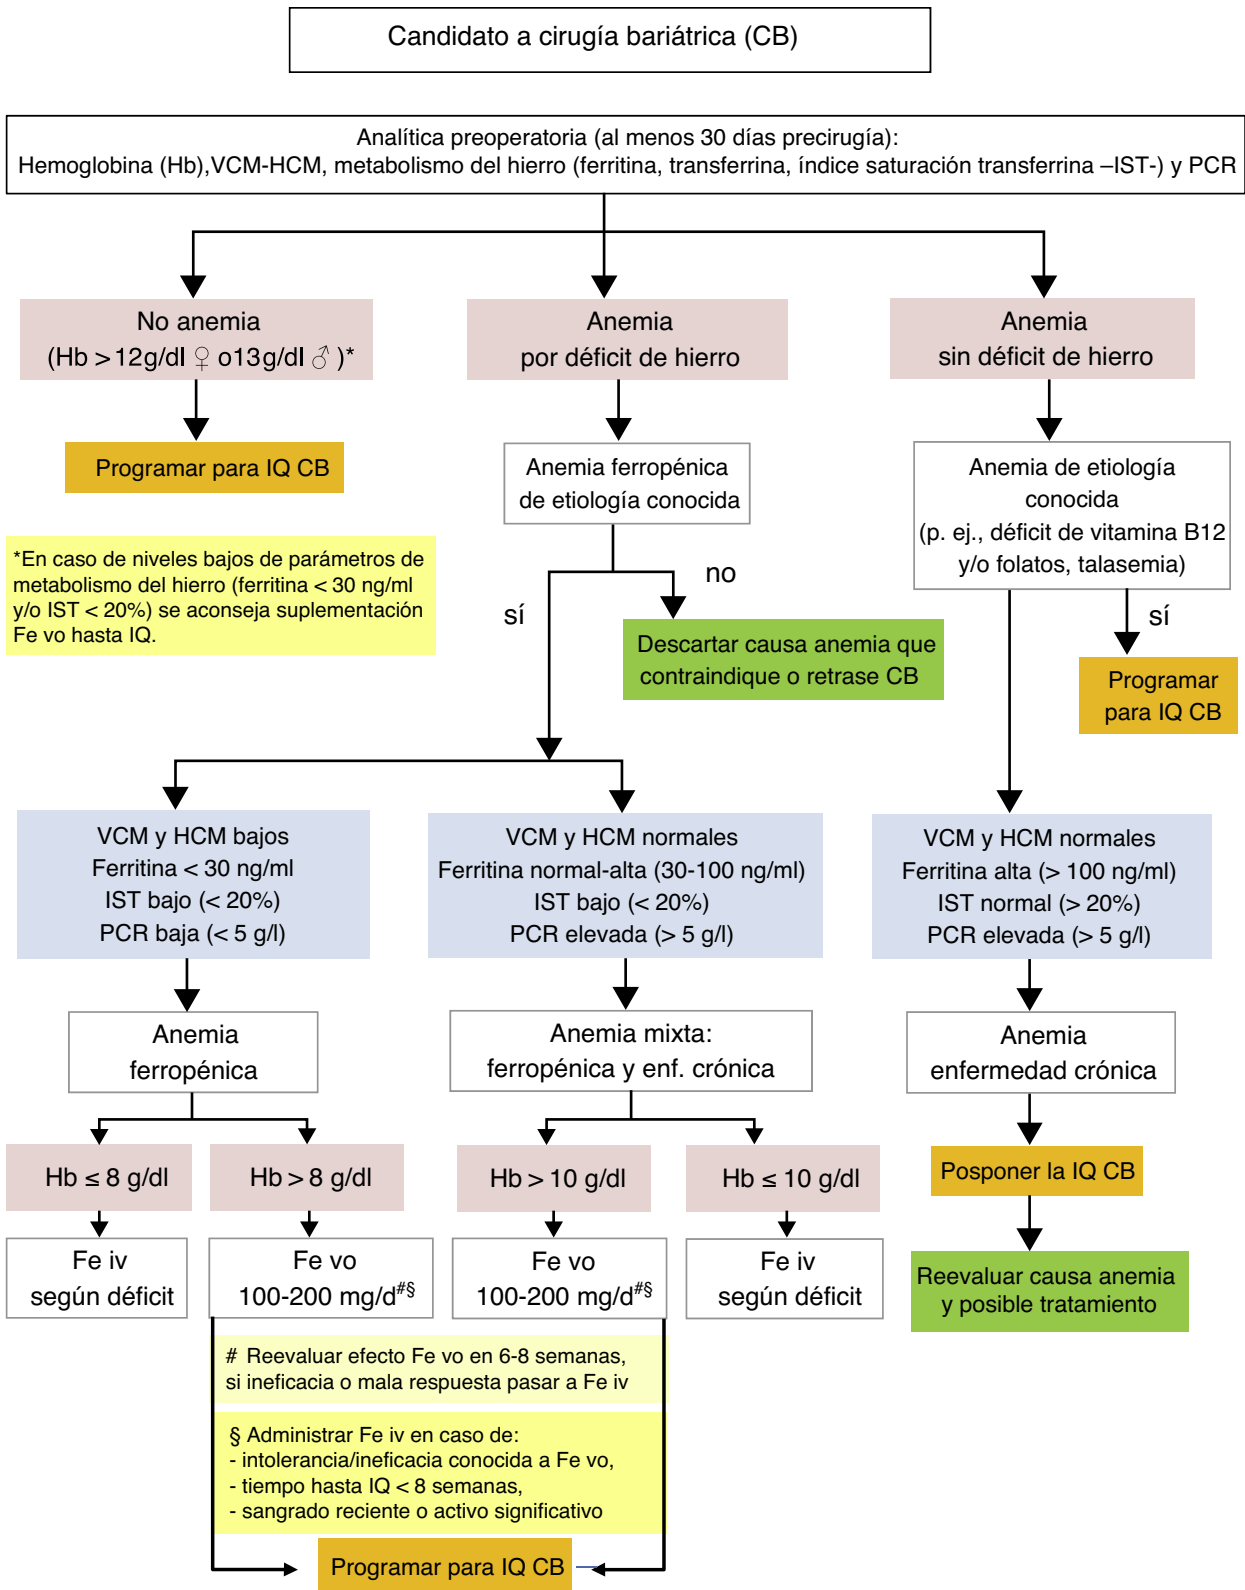 Candidato a cirugía bariátrica (CB)
Analítica preoperatoria (al menos 30 días precirugía):
Hemoglobina (Hb),VCM-HCM, metabolismo del hierro (ferritina, transferrina, índice saturación transferrina –IST-) y PCR
No anemia
(Hb > 12g/dl ♀ o13g/dl ♂ )*
Anemia
por déficit de hierro
Anemia
sin déficit de hierro
Programar para IQ CB
Anemia ferropénica
de etiología conocida
Anemia de etiología
conocida
(p. ej., déficit de vitamina B12
y/o folatos, talasemia)
*En caso de niveles bajos de parámetros de
metabolismo del hierro (ferritina < 30 ng/ml
y/o IST < 20%) se aconseja suplementación
Fe vo hasta IQ.
sí
no
sí
Descartar causa anemia que
contraindique o retrase CB
Programar
para IQ CB
VCM y HCM bajos
Ferritina < 30 ng/ml
IST bajo (< 20%)
PCR baja (< 5 g/l)
VCM y HCM normales
Ferritina normal-alta (30-100 ng/ml)
IST bajo (< 20%)
PCR elevada (> 5 g/l)
VCM y HCM normales
Ferritina alta (> 100 ng/ml)
IST normal (> 20%)
PCR elevada (> 5 g/l)
Anemia
ferropénica
Anemia mixta:
ferropénica y enf. crónica
Anemia
enfermedad crónica
Hb ≤ 8 g/dl
Hb > 8 g/dl
Hb > 10 g/dl
Hb ≤ 10 g/dl
Posponer la IQ CB
Fe iv
según déficit
Fe vo
100-200 mg/d#§
Fe vo
100-200 mg/d#§
Fe iv
según déficit
Reevaluar causa anemia
y posible tratamiento
# Reevaluar efecto Fe vo en 6-8 semanas,
si ineficacia o mala respuesta pasar a Fe iv
§ Administrar Fe iv en caso de:
- intolerancia/ineficacia conocida a Fe vo,
- tiempo hasta IQ < 8 semanas,
- sangrado reciente o activo significativo
Programar para IQ CB